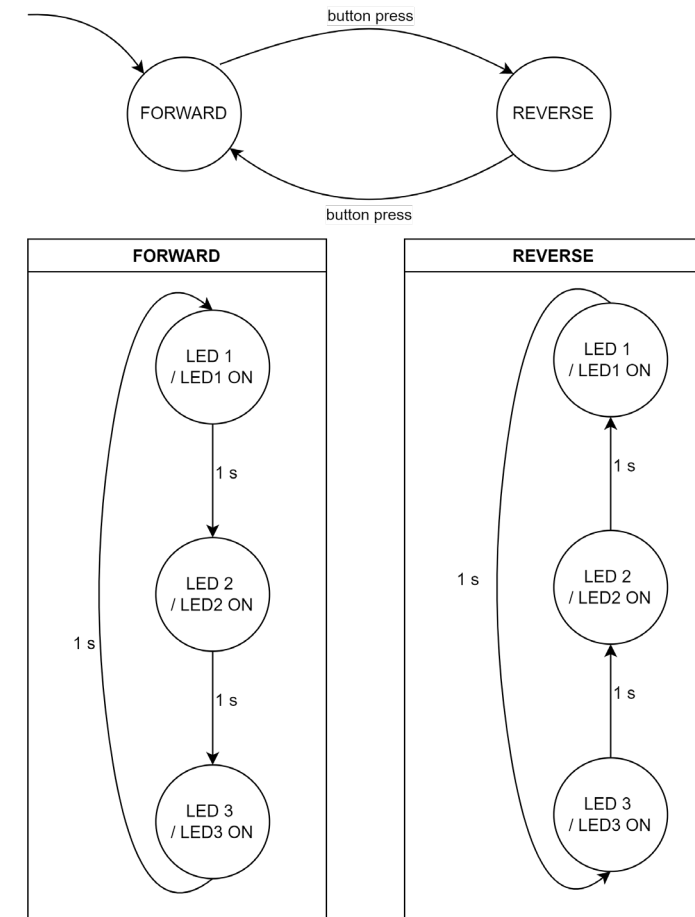 button press
FORWARD
REVERSE
button press
FORWARD
LED 1
/ LED1 ON
1 s
LED 2
/ LED2 ON
1 s
1 s
LED 3
/ LED3 ON
REVERSE
LED 1
/ LED1 ON
1 s
1 s
LED 2
/ LED2 ON
1 s
LED 3
/ LED3 ON